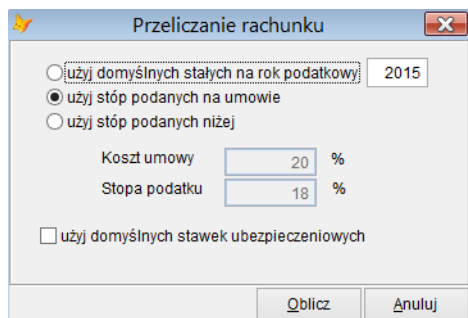 Przeliczanie rachunku
użyj domyślnych stałych na rok podatkowy 2015
użyj stóp podanych na umowie
użyj stóp podanych niżej
Koszt umowy 20 %
Stopa podatku 18 %
użyj domyślnych stawek ubezpieczeniowych
Oblicz Anuluj